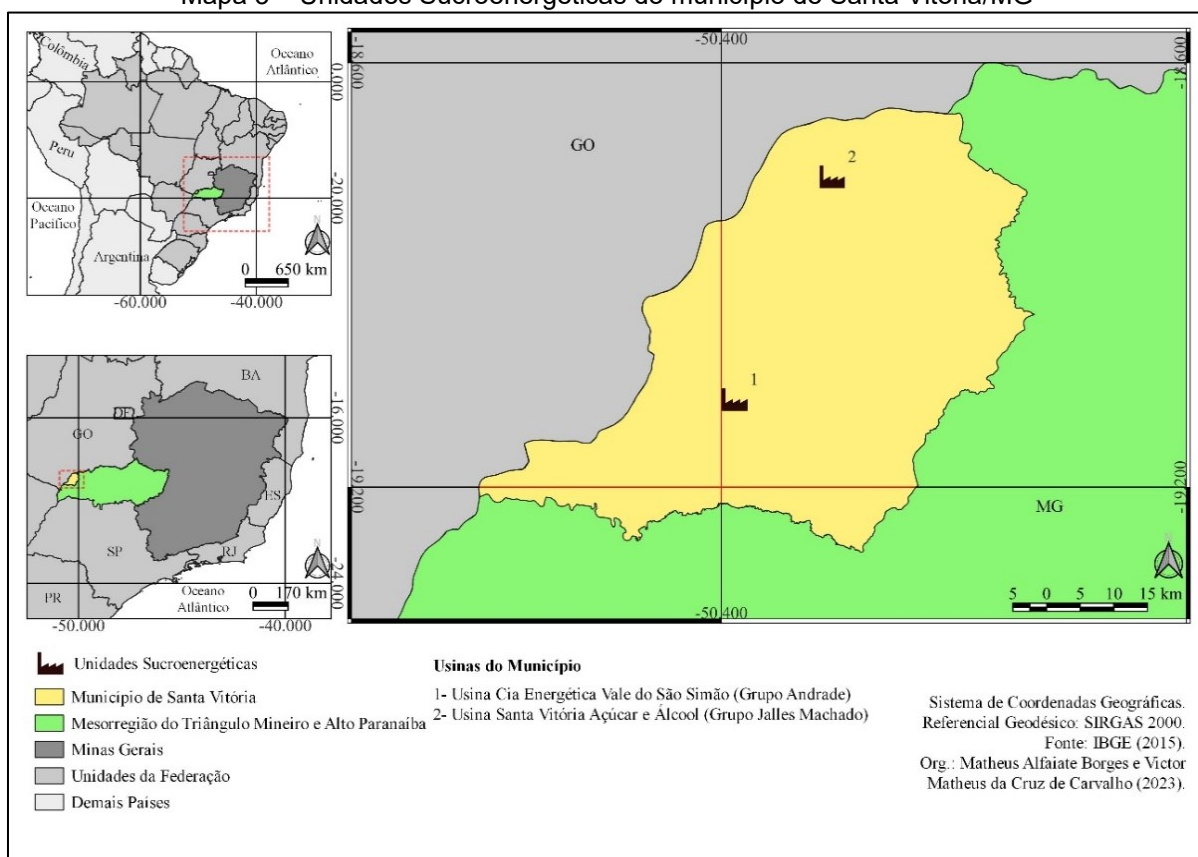 Mapa 3 – Unidades Sucroenergéticas do município de Santa Vitória/MG
Colômbia
Oceano
Atlântico
Peru
Oceano
Pacífico
Argentina
N
0 650 km
-60.000
-40.000
0.000
-20.000
BA
DF
GO
ES
SP
RJ
PR
Oceano
Atlântico
N
0 170 km
-50.000
-40.000
-16.000
-24.000
-50.400
-18.600
-18.600
GO
2
1
-19.200
-19.200
MG
N
5 0 5 10 15 km
-50.400
Unidades Sucroenergéticas
Município de Santa Vitória
Mesorregião do Triângulo Mineiro e Alto Paranaíba
Minas Gerais
Unidades da Federação
Demais Países
Usinas do Município
1- Usina Cia Energética Vale do São Simão (Grupo Andrade)
2- Usina Santa Vitória Açúcar e Álcool (Grupo Jalles Machado)
Sistema de Coordenadas Geográficas.
Referencial Geodésico: SIRGAS 2000.
Fonte: IBGE (2015).
Org.: Matheus Alfaiate Borges e Victor
Matheus da Cruz de Carvalho (2023).